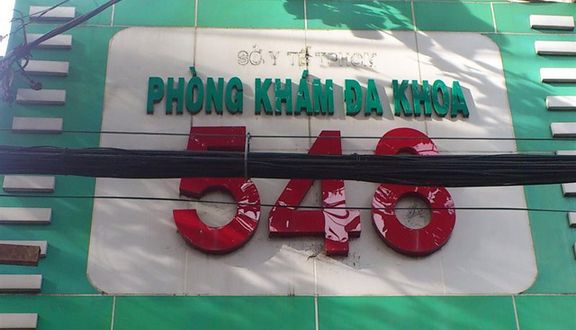 SỞ Y TẾ TPHCM
PHÒNG KHÁM ĐA KHOA
548